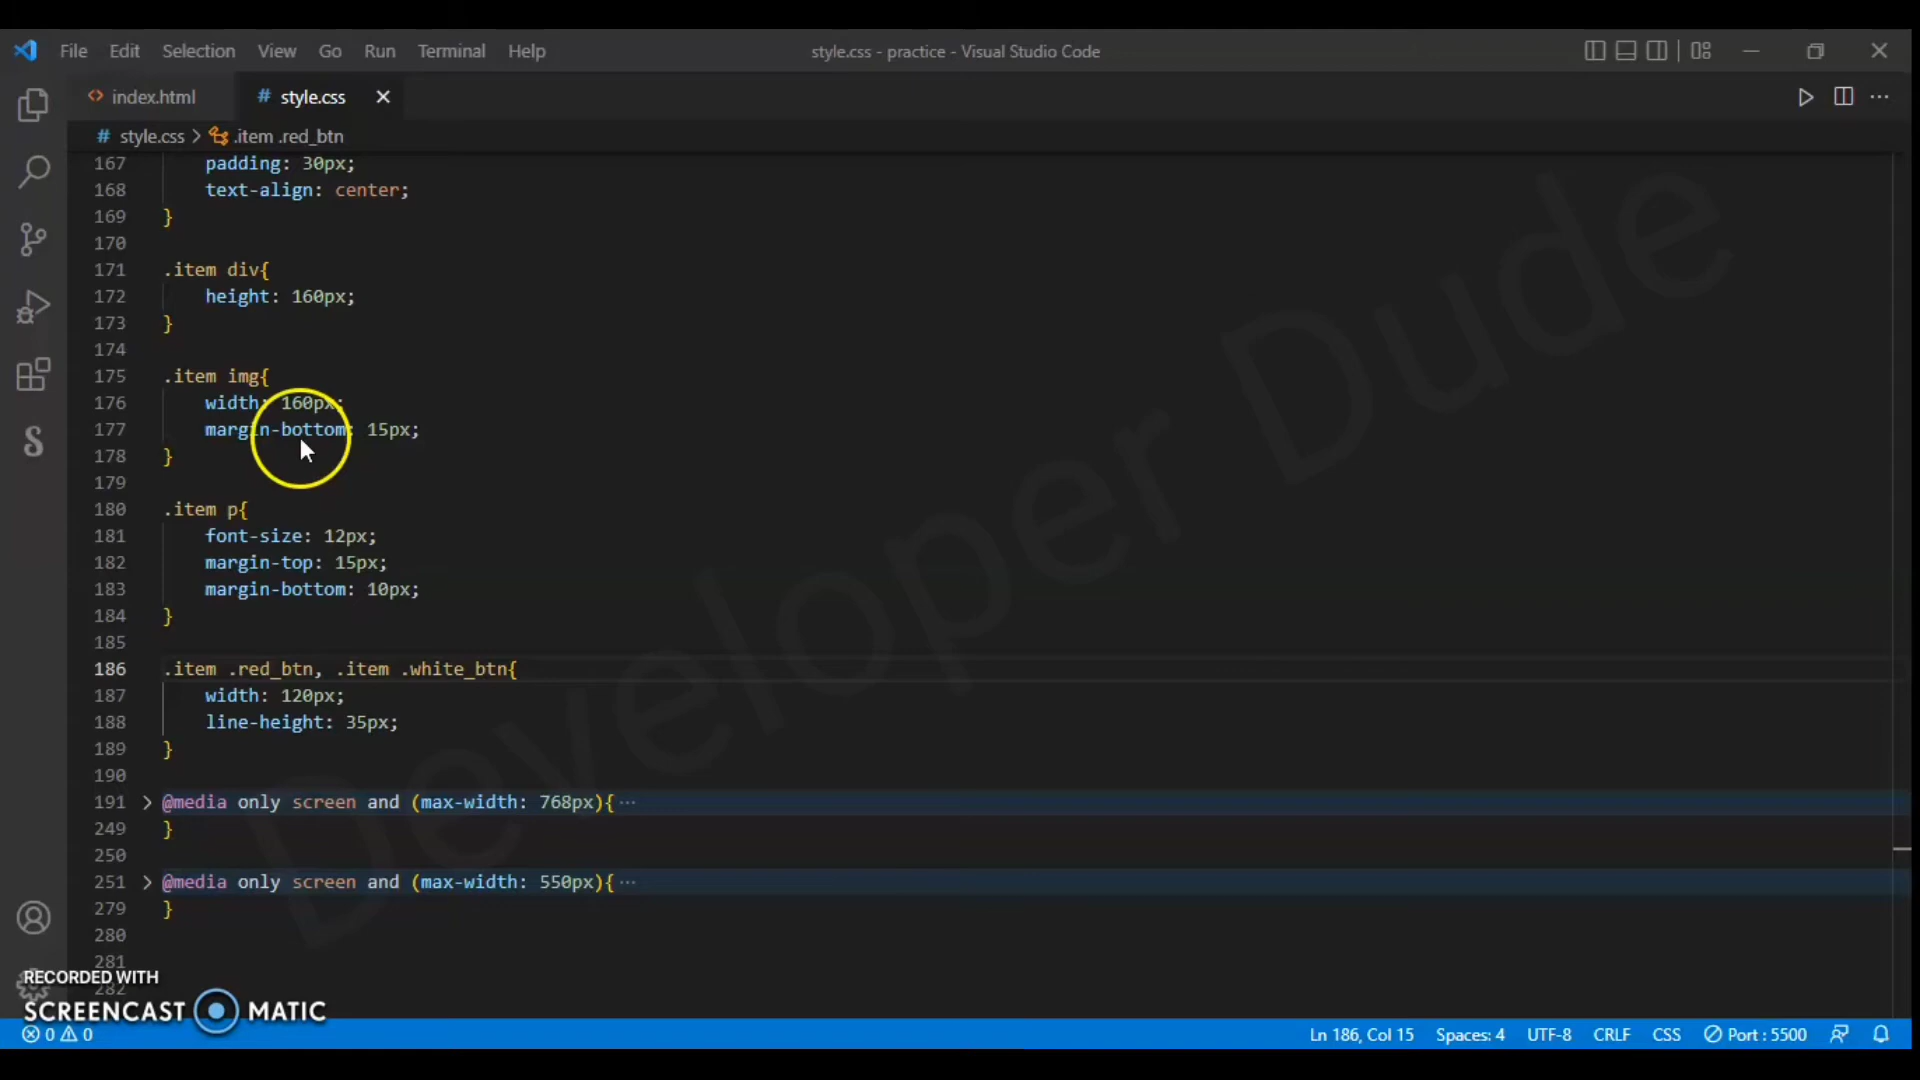 File Edit Selection View Go Run Terminal Help
style.css - practice - Visual Studio Code
index.html
# style.css
# style.css > .item .red_btn
167 padding: 30px;
168 text-align: center;
169 }
170
171 .item div{
172 height: 160px;
173 }
174
175 .item img{
176 width: 160px;
177 margin-bottom: 15px;
178 }
179
180 .item p{
181 font-size: 12px;
182 margin-top: 15px;
183 margin-bottom: 10px;
184 }
185
186 .item .red_btn, .item .white_btn{
187 width: 120px;
188 line-height: 35px;
189 }
190
191 > @media only screen and (max-width: 768px){ ···
249 }
250
251 > @media only screen and (max-width: 550px){ ···
279 }
280
281
282
Developer Dude
RECORDED WITH
SCREENCAST MATIC
0 0
Ln 186, Col 15 Spaces: 4 UTF-8 CRLF CSS Port : 5500